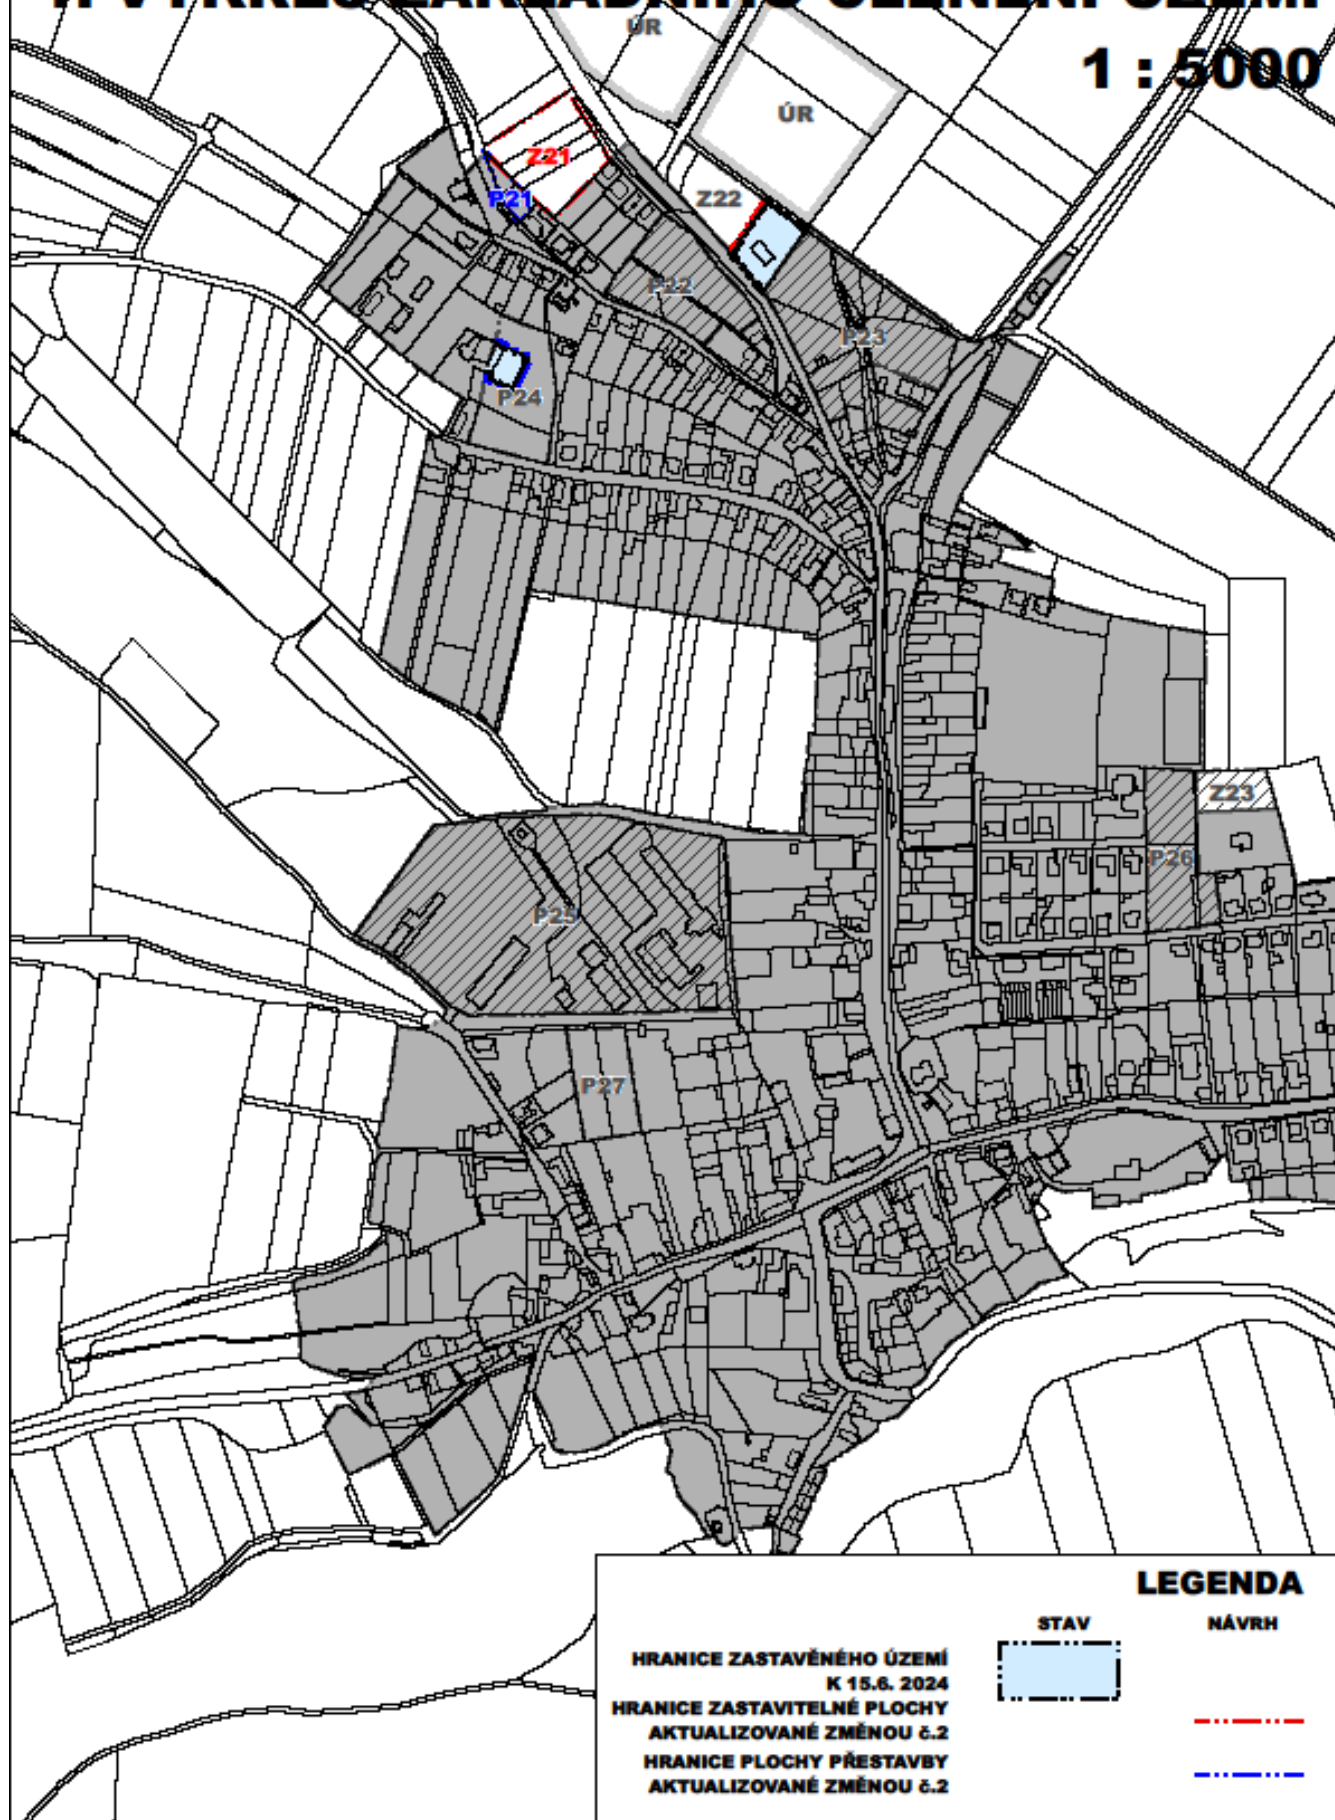 1 : 5000
ÚR
ÚR
Z21
P21
Z22
P22
P23
P24
Z23
P26
P25
P27
LEGENDA
STAV
NÁVRH
HRANICE ZASTAVĚNÉHO ÚZEMÍ
K 15.6. 2024
HRANICE ZASTAVITELNÉ PLOCHY
AKTUALIZOVANÉ ZMĚNOU č.2
HRANICE PLOCHY PŘESTAVBY
AKTUALIZOVANÉ ZMĚNOU č.2